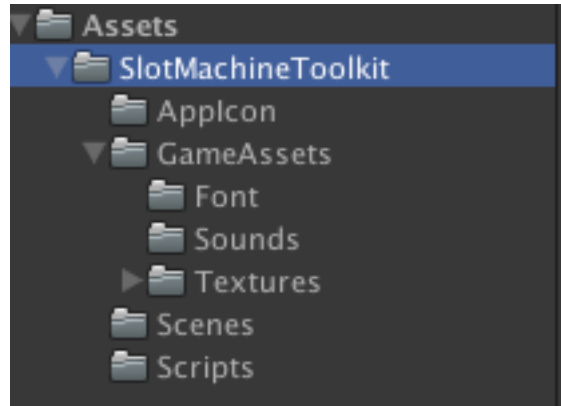 Assets
SlotMachineToolkit
AppIcon
GameAssets
Font
Sounds
Textures
Scenes
Scripts